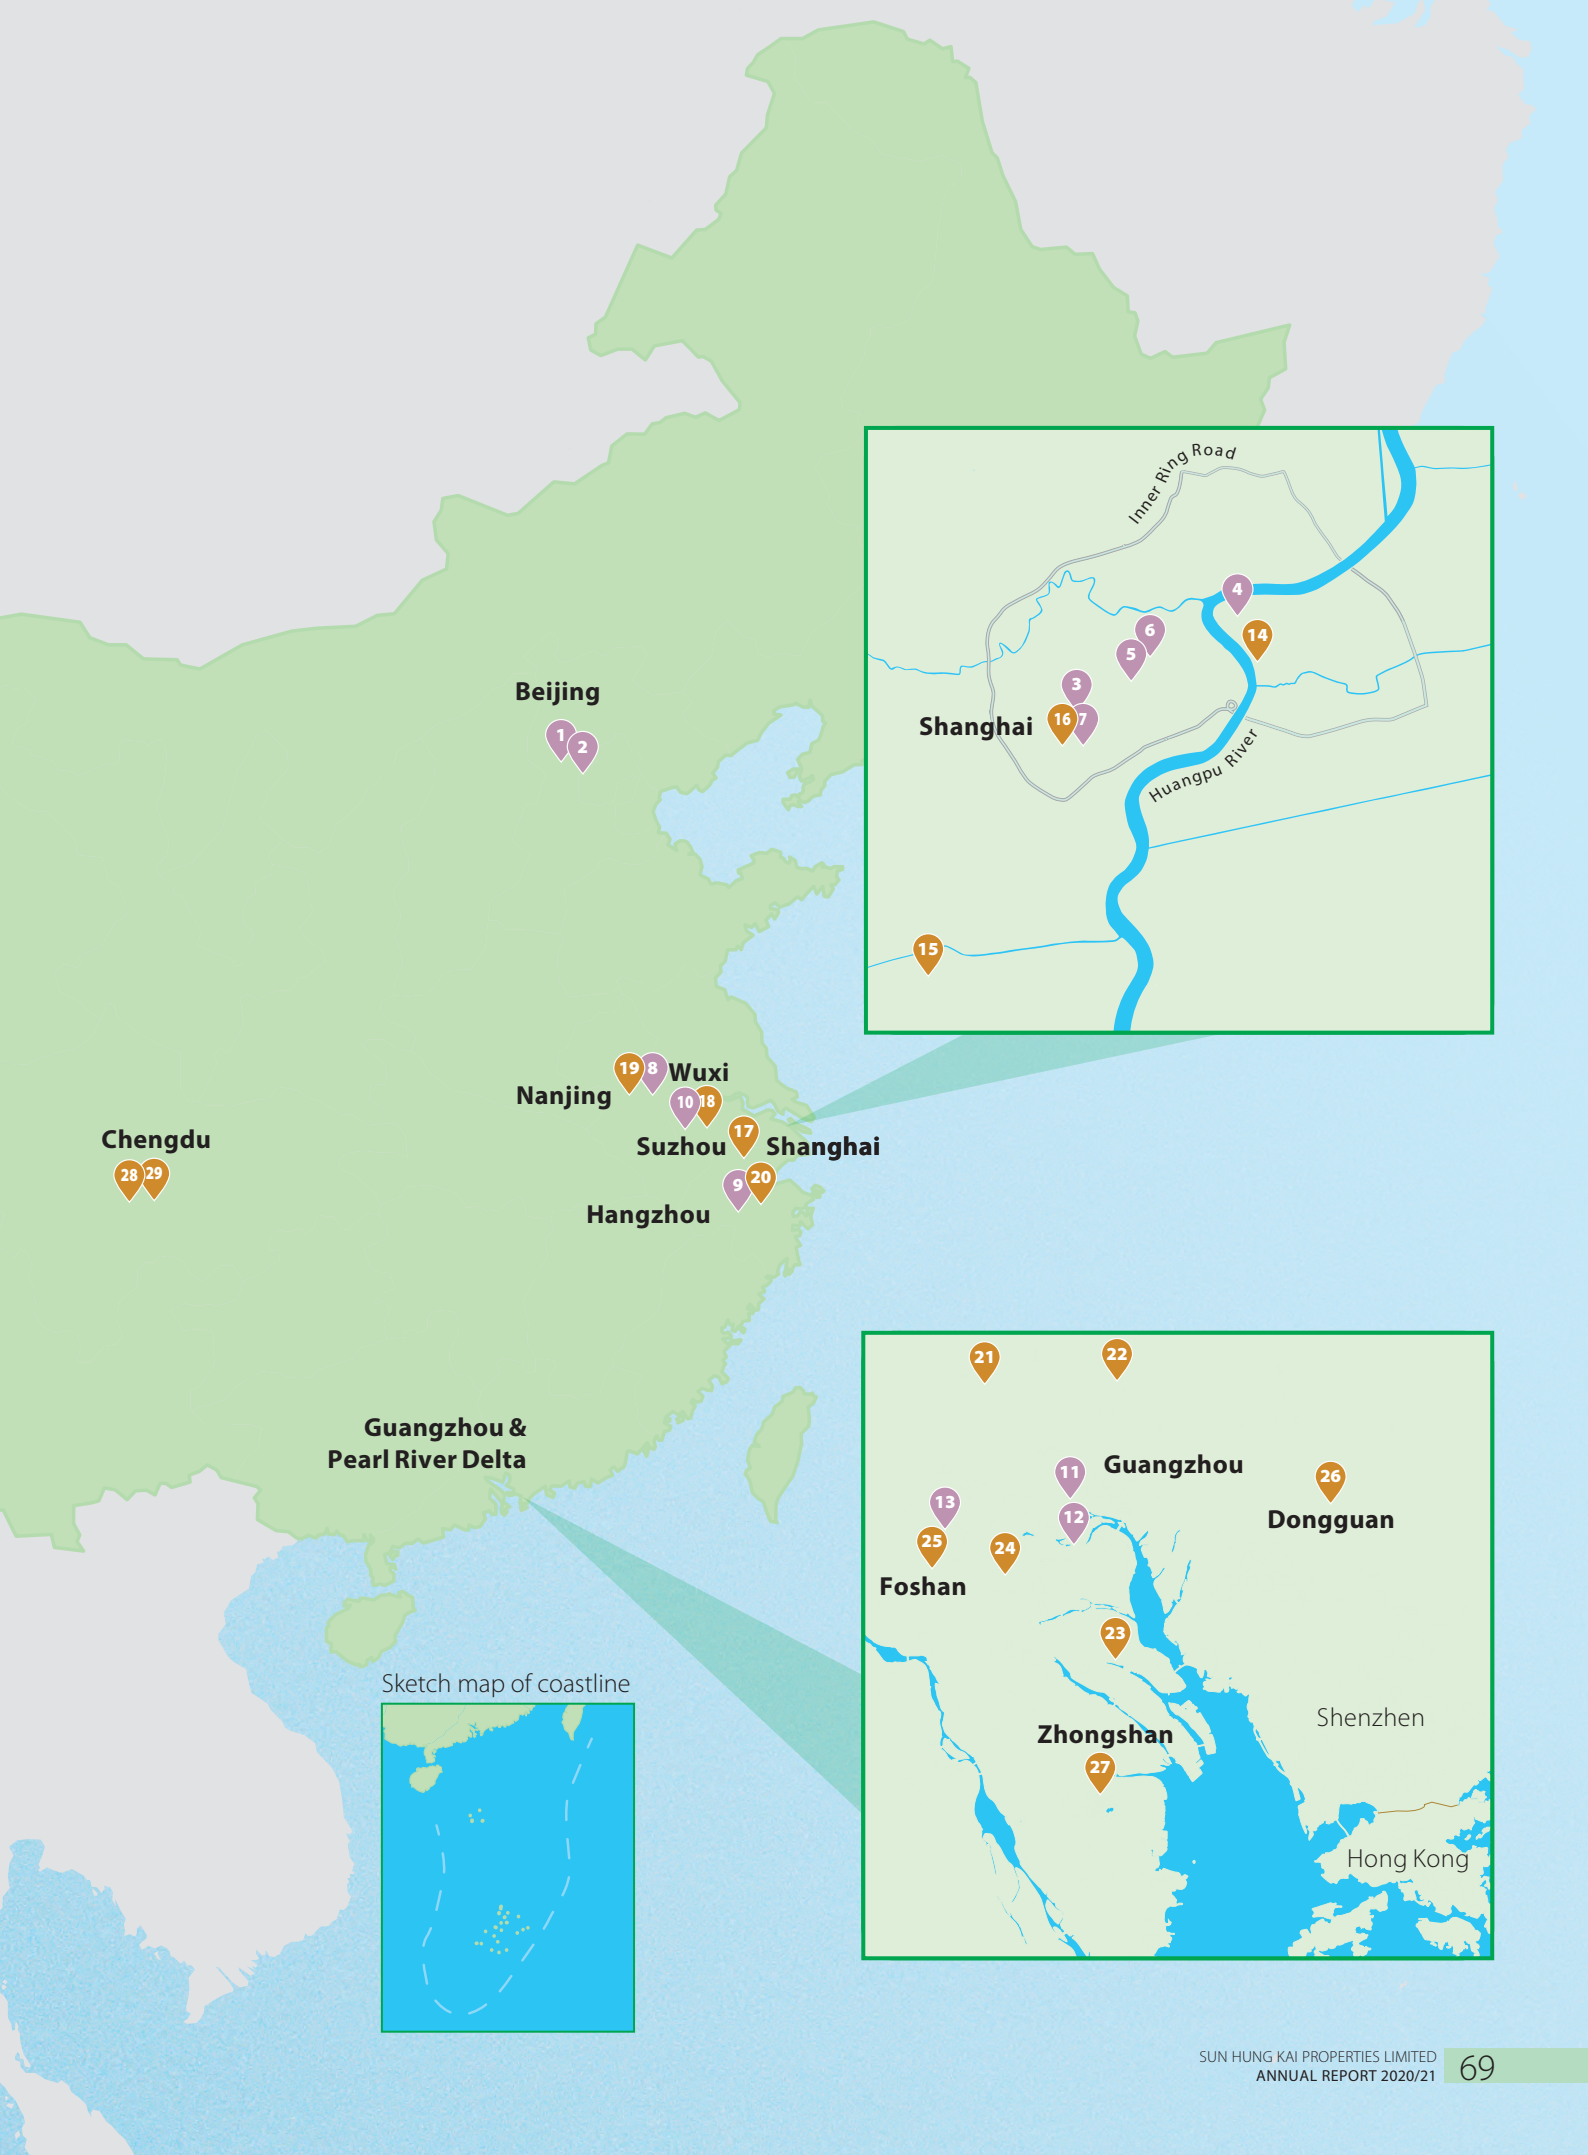 Inner Ring Road
4
14
6
5
3
Shanghai
16
7
Huangpu River
15
Beijing
1
2
19
8
Wuxi
Nanjing
10
18
17
Suzhou
Shanghai
9
20
Hangzhou
Chengdu
28
29
Guangzhou &
Pearl River Delta
21
22
11
Guangzhou
26
13
12
Dongguan
25
24
Foshan
23
Shenzhen
Zhongshan
27
Hong Kong
Sketch map of coastline
SUN HUNG KAI PROPERTIES LIMITED
ANNUAL REPORT 2020/21
69